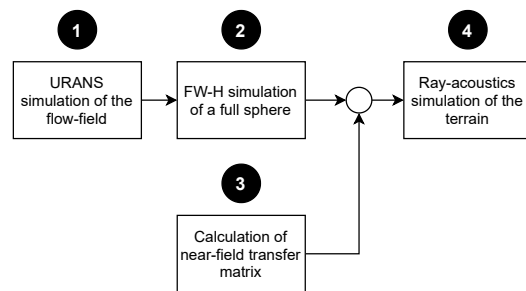 1
URANS
simulation of the
flow-field
2
FW-H simulation
of a full sphere
3
Calculation of
near-field transfer
matrix
4
Ray-acoustics
simulation of the
terrain